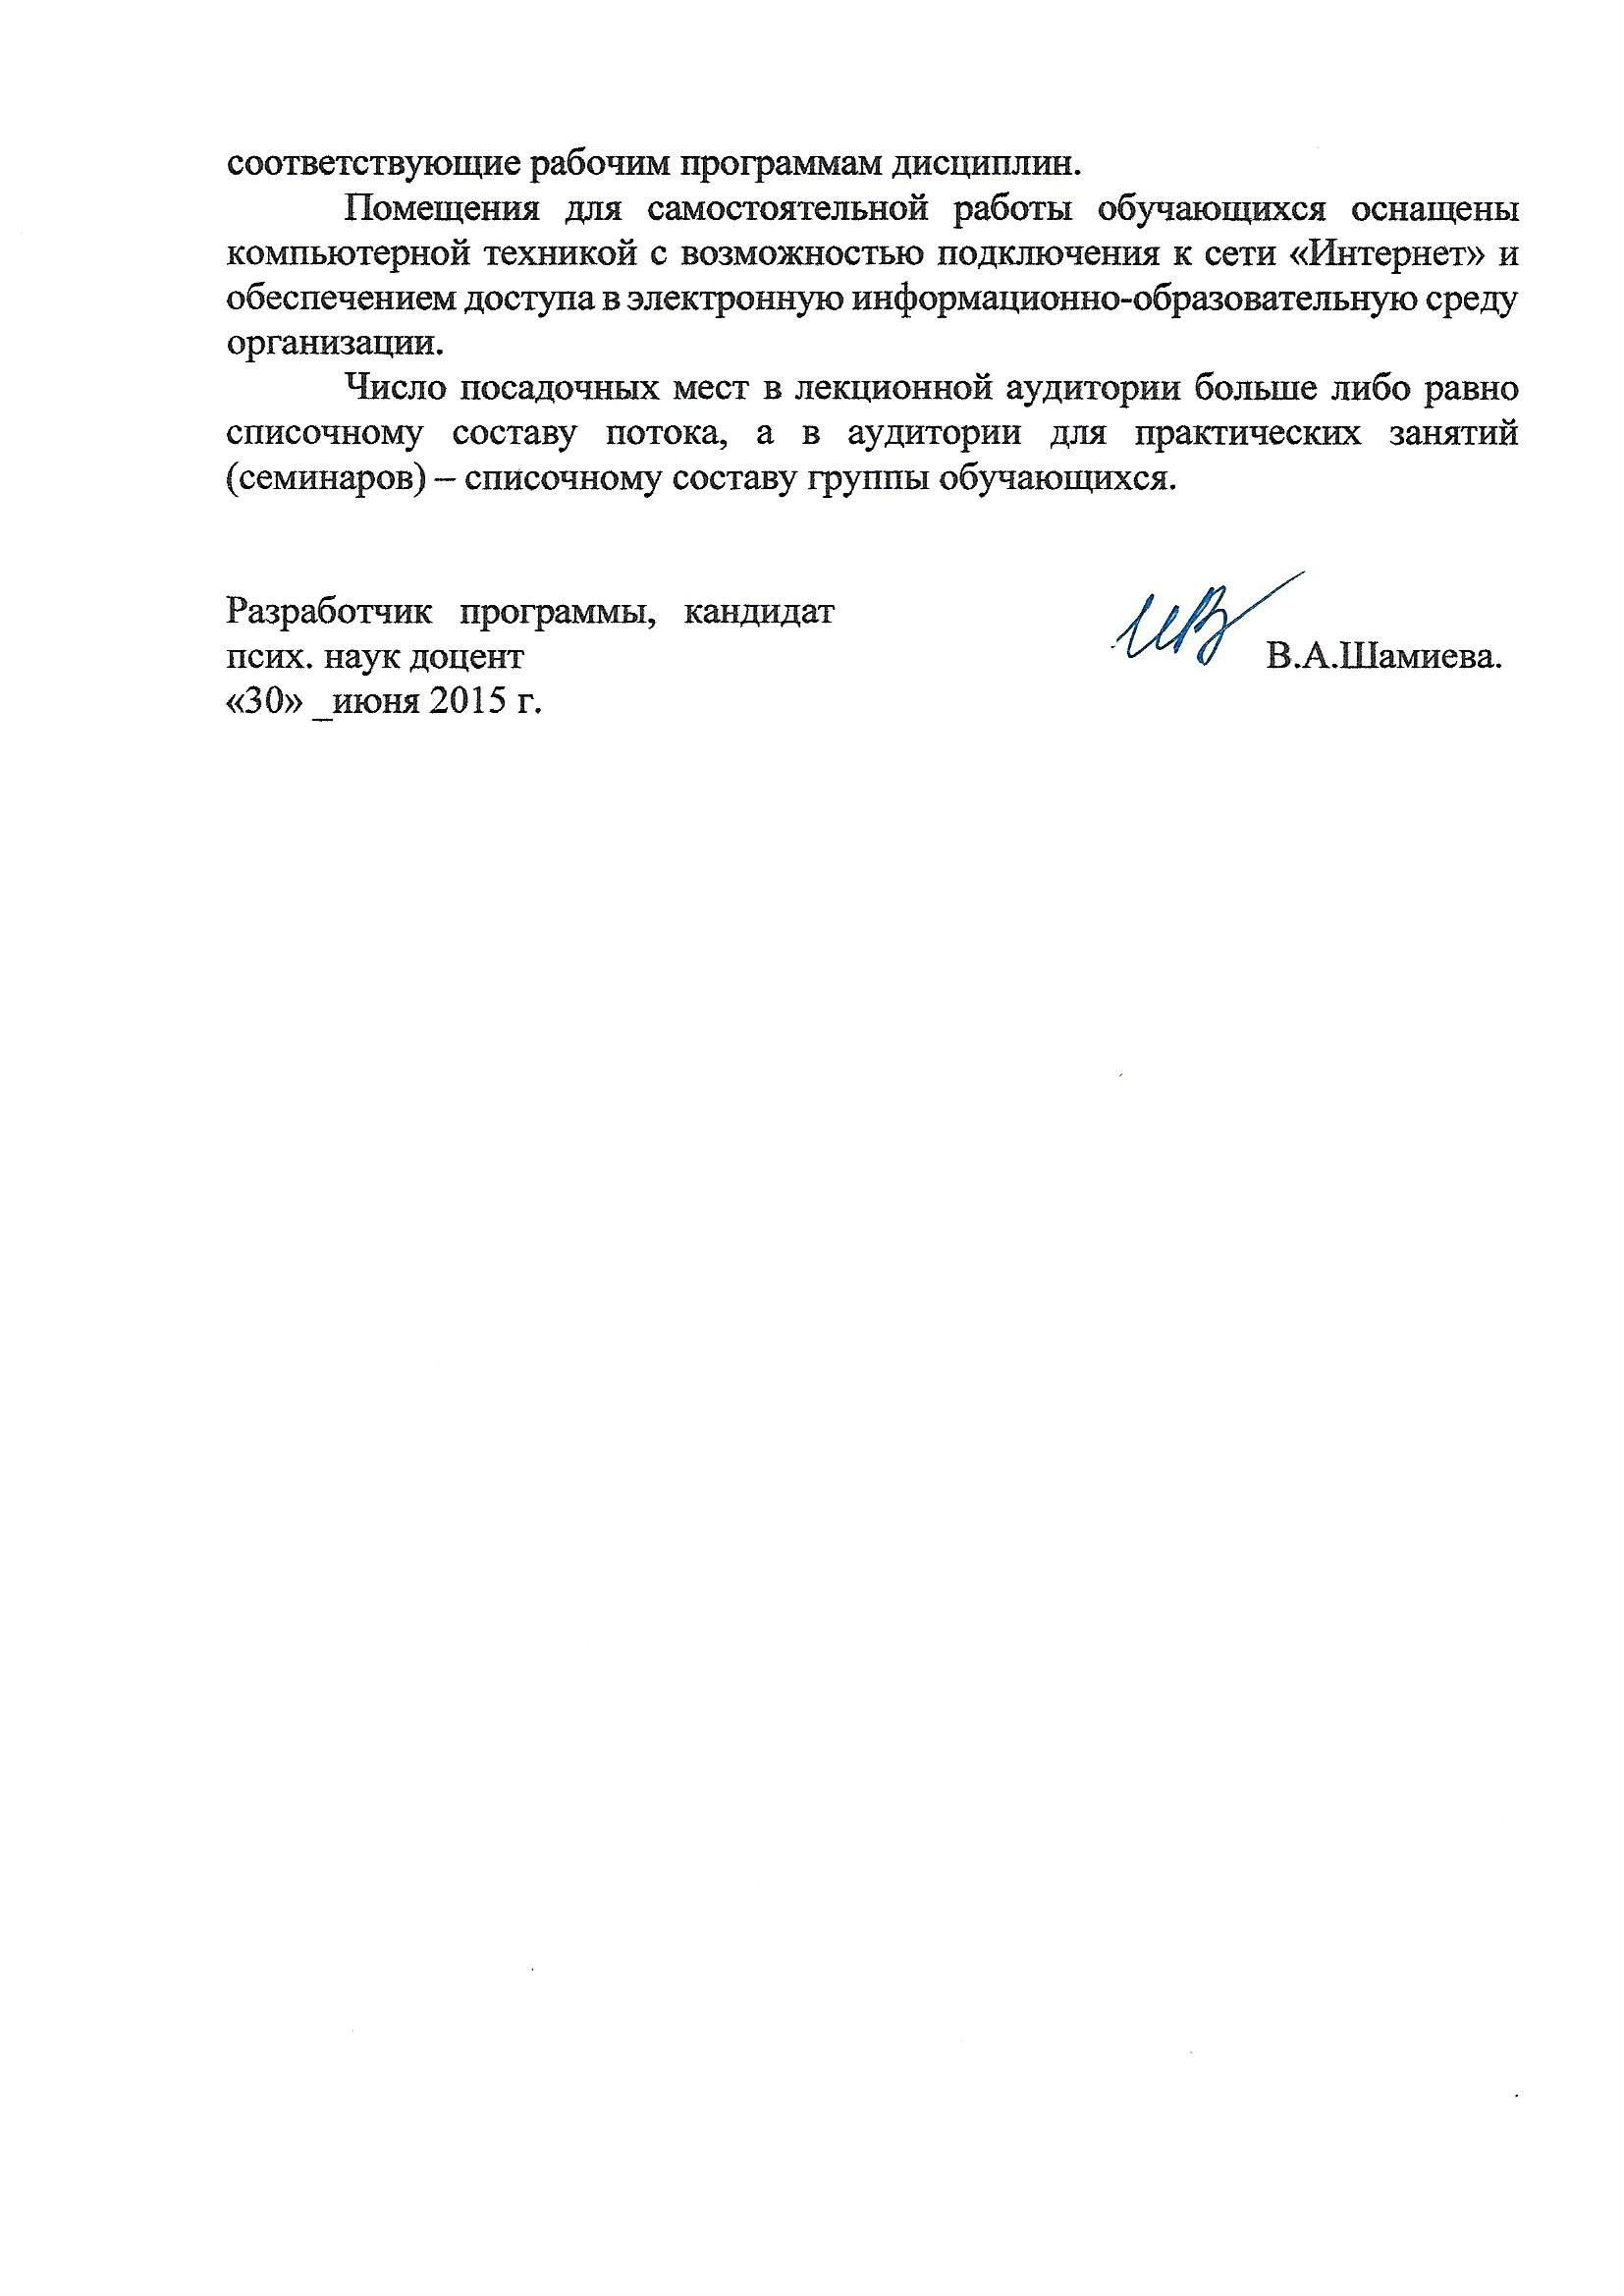 соответствующие рабочим программам дисциплин.
Помещения для самостоятельной работы обучающихся оснащены
компьютерной техникой с возможностью подключения к сети «Интернет» и
обеспечением доступа в электронную информационно-образовательную среду
организации.
Число посадочных мест в лекционной аудитории больше либо равно
списочному составу потока, а в аудитории для практических занятий
(семинаров) – списочному составу группы обучающихся.
Разработчик программы, кандидат
псих. наук доцент В.А.Шамиева.
«30» _июня 2015 г.